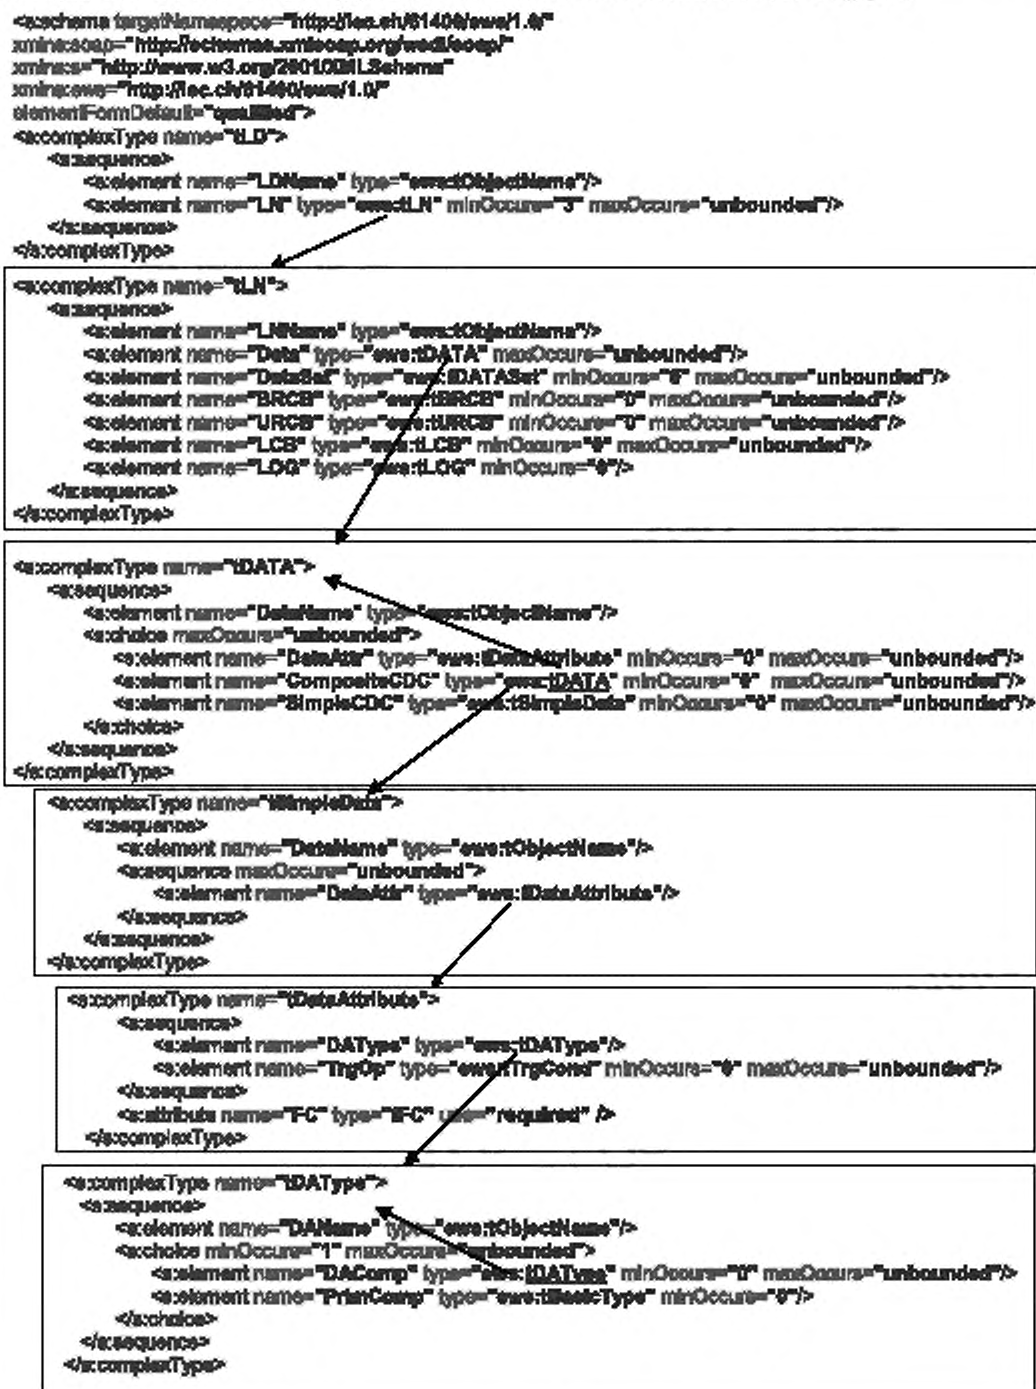 <s:schema targetNamespace="http://iec.ch/61400/ews/1.0/"
xmlns:soap="http://schemas.xmlsoap.org/wsdl/soap/"
xmlns:s="http://www.w3.org/2001/XMLSchema"
xmlns:ews="http://iec.ch/61400/ews/1.0/"
elementFormDefault="qualified">
<s:complexType name="tLD">
<s:sequence>
<s:element name="LDName" type="ews:tObjectName"/>
<s:element name="LN" type="ews:tLN" minOccurs="3" maxOccurs="unbounded"/>
</s:sequence>
</s:complexType>
<s:complexType name="tLN">
<s:sequence>
<s:element name="LNName" type="ews:tObjectName"/>
<s:element name="Data" type="ews:tDATA" maxOccurs="unbounded"/>
<s:element name="DataSet" type="ews:tDATASet" minOccurs="0" maxOccurs="unbounded"/>
<s:element name="BRCB" type="ews:tBRCB" minOccurs="0" maxOccurs="unbounded"/>
<s:element name="URCB" type="ews:tURCB" minOccurs="0" maxOccurs="unbounded"/>
<s:element name="LCB" type="ews:tLCB" minOccurs="0" maxOccurs="unbounded"/>
<s:element name="LOG" type="ews:tLOG" minOccurs="0"/>
</s:sequence>
</s:complexType>
<s:complexType name="tDATA">
<s:sequence>
<s:element name="DataName" type="ews:tObjectName"/>
<s:choice maxOccurs="unbounded">
<s:element name="DataAttr" type="ews:tDataAttribute" minOccurs="0" maxOccurs="unbounded"/>
<s:element name="CompositeCDC" type="ews:tDATA" minOccurs="0" maxOccurs="unbounded"/>
<s:element name="SimpleCDC" type="ews:tSimpleData" minOccurs="0" maxOccurs="unbounded"/>
</s:choice>
</s:sequence>
</s:complexType>
<s:complexType name="tSimpleData">
<s:sequence>
<s:element name="DataName" type="ews:tObjectName"/>
<s:sequence maxOccurs="unbounded">
<s:element name="DataAttr" type="ews:tDataAttribute"/>
</s:sequence>
</s:sequence>
</s:complexType>
<s:complexType name="tDataAttribute">
<s:sequence>
<s:element name="DAType" type="ews:tDAType"/>
<s:element name="TrgOp" type="ews:tTrgCond" minOccurs="0" maxOccurs="unbounded"/>
</s:sequence>
<s:attribute name="FC" type="tFC" use="required" />
</s:complexType>
<s:complexType name="tDAType">
<s:sequence>
<s:element name="DAName" type="ews:tObjectName"/>
<s:choice minOccurs="1" maxOccurs="unbounded">
<s:element name="DAComp" type="ews:tDAType" minOccurs="0" maxOccurs="unbounded"/>
<s:element name="PrimComp" type="ews:tBasicType" minOccurs="0"/>
</s:choice>
</s:sequence>
</s:complexType>